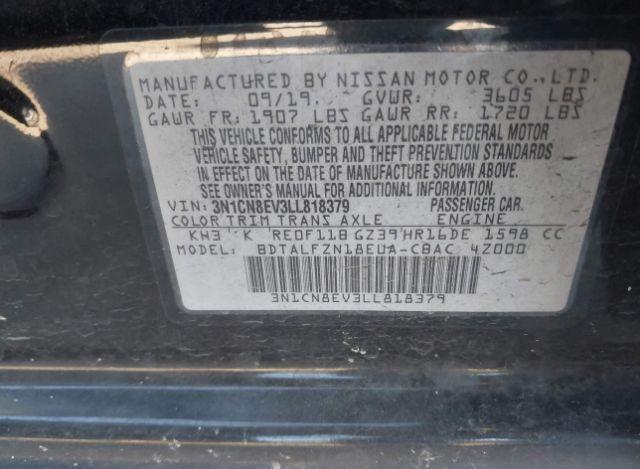 MANUFACTURED BY NISSAN MOTOR CO.,LTD.
DATE: 09/19. GVWR: 3605 LBS
GAWR FR: 1907 LBS GAWR RR: 1720 LBS
THIS VEHICLE CONFORMS TO ALL APPLICABLE FEDERAL MOTOR
VEHICLE SAFETY, BUMPER AND THEFT PREVENTION STANDARDS
IN EFFECT ON THE DATE OF MANUFACTURE SHOWN ABOVE.
SEE OWNER'S MANUAL FOR ADDITIONAL INFORMATION.
VIN: 3N1CN8EV3LL818379 PASSENGER CAR.
COLOR TRIM TRANS AXLE ENGINE
KH3 K RE0F11B GZ39 HR16DE 1598 CC
MODEL: BDTALFZN18EUA-CBAC 4Z000
3N1CN8EV3LL818379